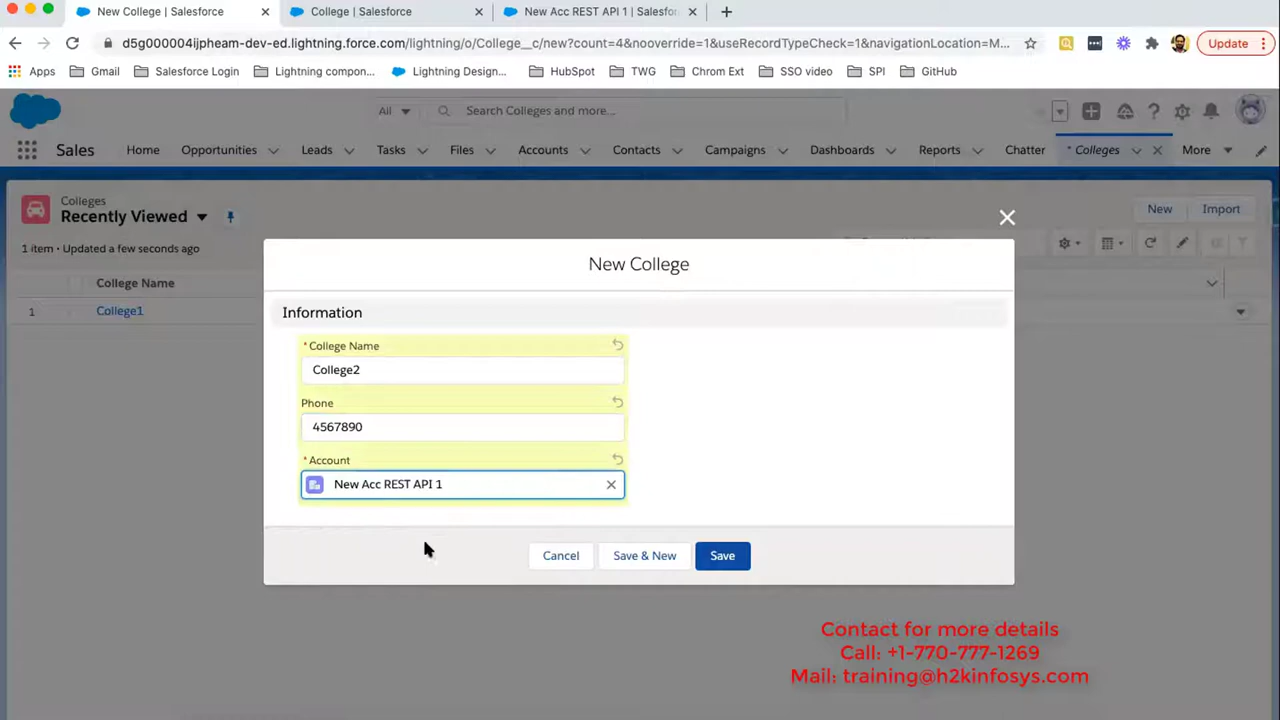 New College | Salesforce
College | Salesforce
New Acc REST API 1 | Salesfor
d5g000004ijpheam-dev-ed.lightning.force.com/lightning/o/College__c/new?count=4&nooverride=1&useRecordTypeCheck=1&navigationLocation=M...
Update
Apps
Gmail
Salesforce Login
Lightning compon...
Lightning Design...
HubSpot
TWG
Chrom Ext
SSO video
SPI
GitHub
All
Search Colleges and more...
Sales
Home
Opportunities
Leads
Tasks
Files
Accounts
Contacts
Campaigns
Dashboards
Reports
Chatter
* Colleges
More
Colleges
Recently Viewed
New
Import
1 item • Updated a few seconds ago
College Name
1
College1
New College
Information
* College Name
College2
Phone
4567890
* Account
New Acc REST API 1
Cancel
Save & New
Save
Contact for more details
Call: +1-770-777-1269
Mail: training@h2kinfosys.com